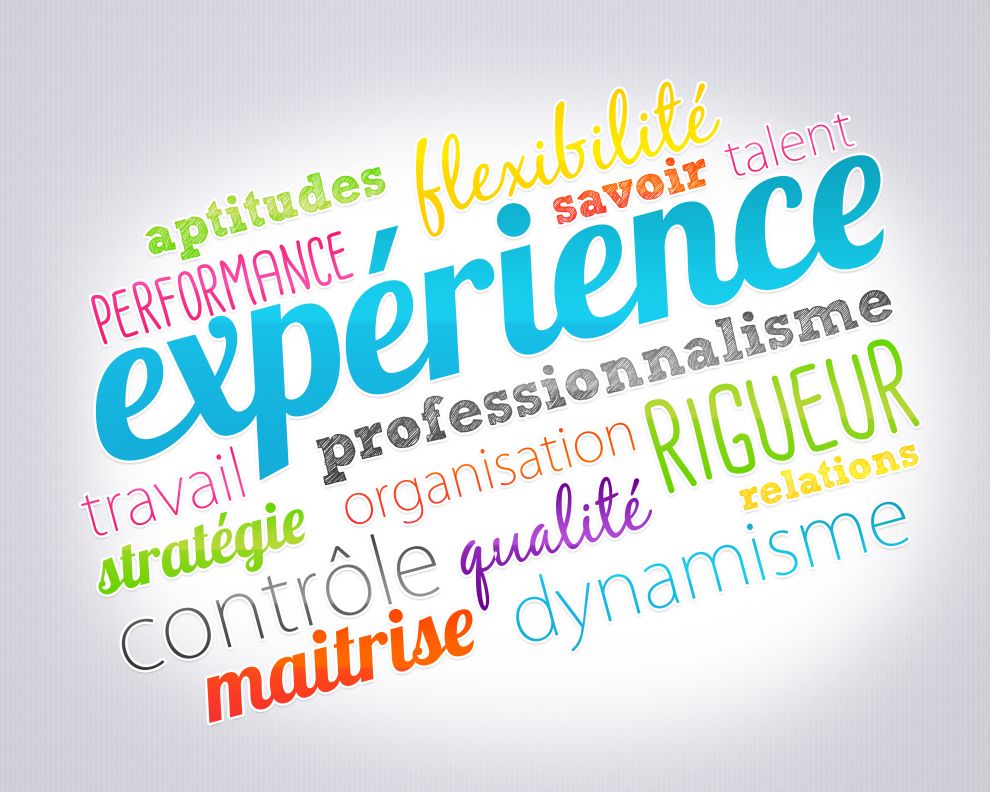 flexibilité
talent
aptitudes
savoir
PERFORMANCE
expérience
professionnalisme
RIGUEUR
organisation
travail
relations
stratégie
qualité
contrôle
dynamisme
maitrise